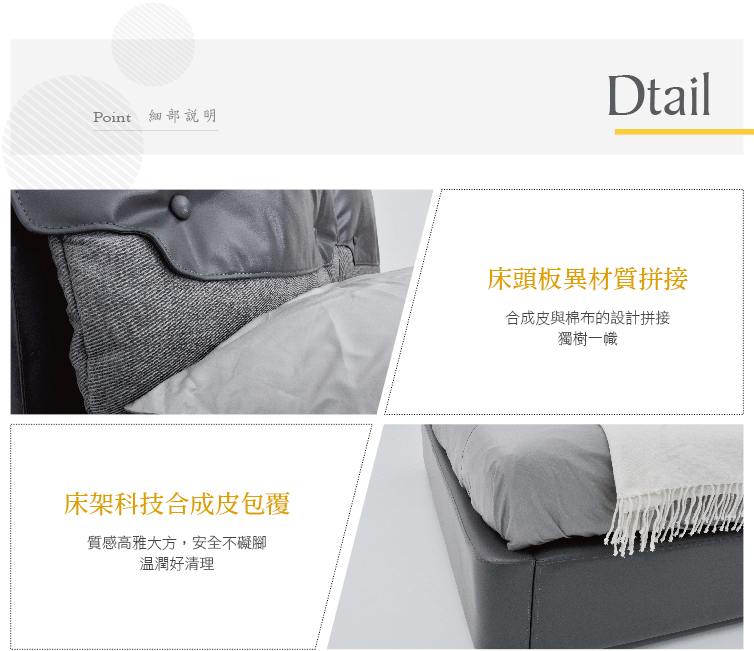 Point 細部説明
Dtail
床頭板異材質拼接
合成皮與棉布的設計拼接
獨樹一幟
床架科技合成皮包覆
質感高雅大方，安全不礙腳
温潤好清理